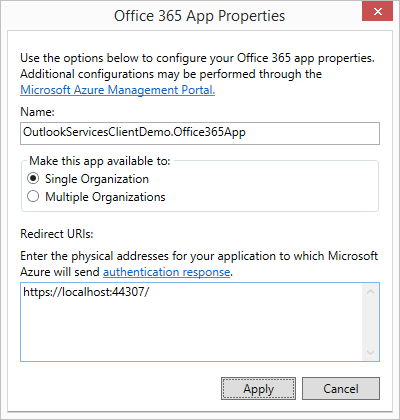 Office 365 App Properties
Use the options below to configure your Office 365 app properties.
Additional configurations may be performed through the
Microsoft Azure Management Portal.
Name:
OutlookServicesClientDemo.Office365App
Make this app available to:
Single Organization
Multiple Organizations
Redirect URIs:
Enter the physical addresses for your application to which Microsoft
Azure will send authentication response.
https://localhost:44307/
Apply
Cancel